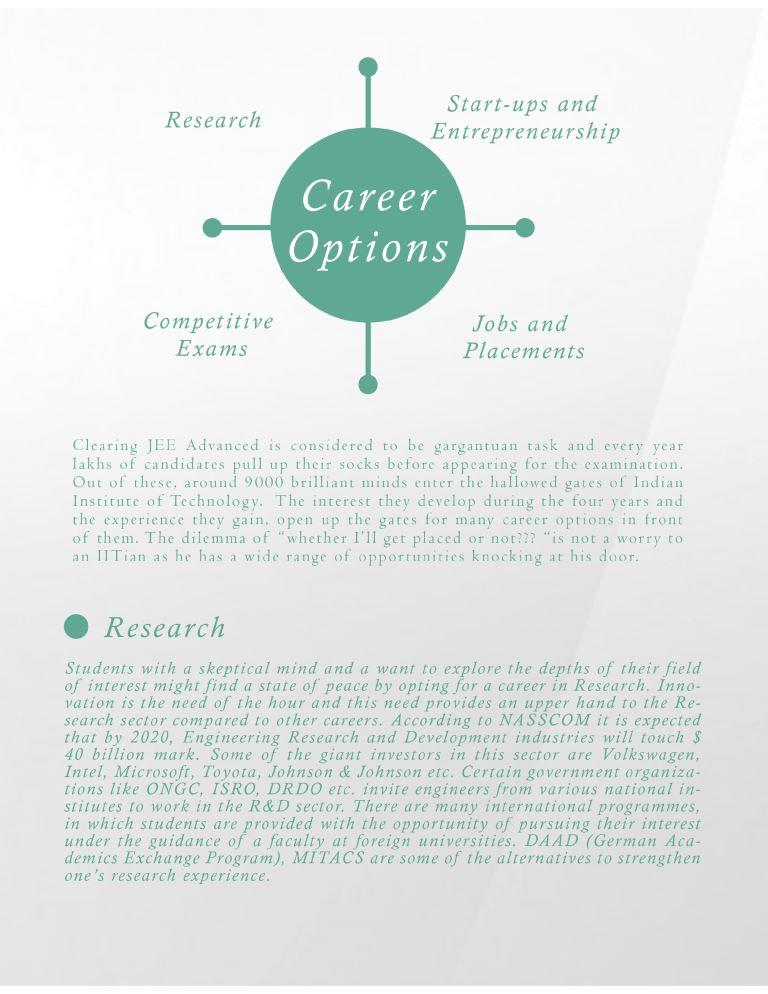 Research
Start-ups and
Entrepreneurship
Career
Options
Competitive
Exams
Jobs and
Placements
Clearing JEE Advanced is considered to be gargantuan task and every year
lakhs of candidates pull up their socks before appearing for the examination.
Out of these, around 9000 brilliant minds enter the hallowed gates of Indian
Institute of Technology. The interest they develop during the four years and
the experience they gain, open up the gates for many career options in front
of them. The dilemma of “whether I’ll get placed or not??? “is not a worry to
an IITian as he has a wide range of opportunities knocking at his door.
Research
Students with a skeptical mind and a want to explore the depths of their field
of interest might find a state of peace by opting for a career in Research. Inno-
vation is the need of the hour and this need provides an upper hand to the Re-
search sector compared to other careers. According to NASSCOM it is expected
that by 2020, Engineering Research and Development industries will touch $
40 billion mark. Some of the giant investors in this sector are Volkswagen,
Intel, Microsoft, Toyota, Johnson & Johnson etc. Certain government organiza-
tions like ONGC, ISRO, DRDO etc. invite engineers from various national in-
stitutes to work in the R&D sector. There are many international programmes,
in which students are provided with the opportunity of pursuing their interest
under the guidance of a faculty at foreign universities. DAAD (German Aca-
demics Exchange Program), MITACS are some of the alternatives to strengthen
one’s research experience.